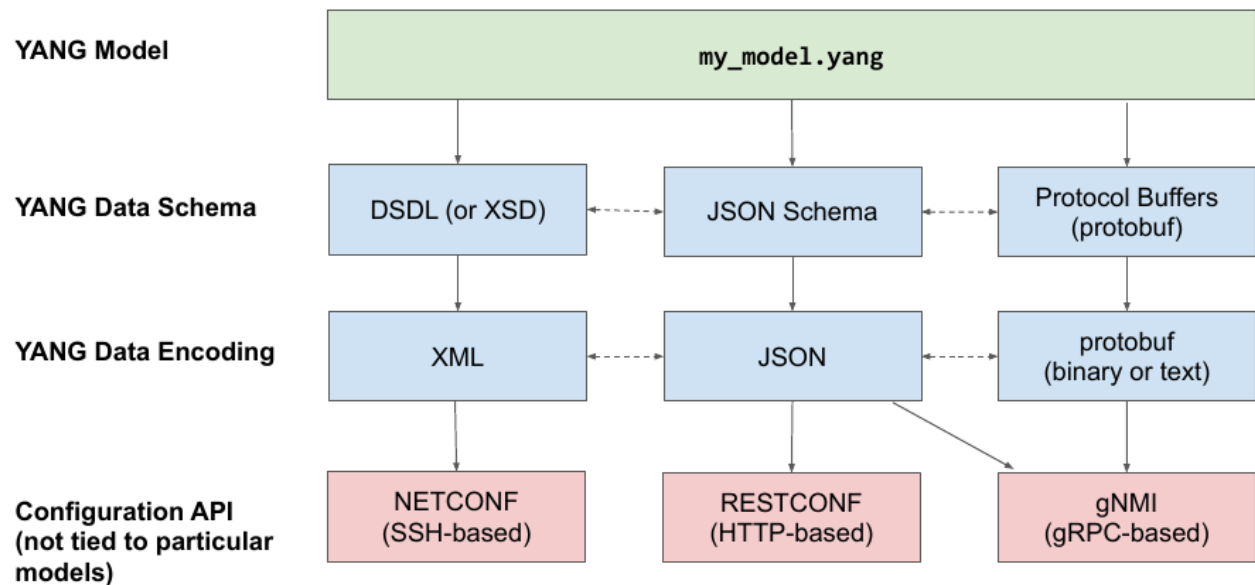 YANG Model
my_model.yang
YANG Data Schema
DSDL (or XSD)
JSON Schema
Protocol Buffers
(protobuf)
YANG Data Encoding
XML
JSON
protobuf
(binary or text)
Configuration API
(not tied to particular
models)
NETCONF
(SSH-based)
RESTCONF
(HTTP-based)
gNMI
(gRPC-based)